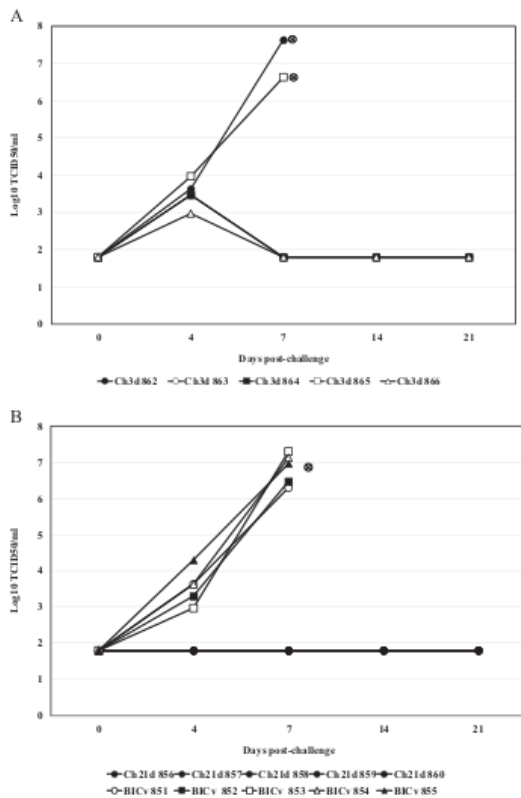 A
8
7
6
5
4
3
2
1
0
Log10 TCID50/ml
0 4 7 14 21
Days post-challenge
Ch3d 862 Ch3d 863 Ch3d 864 Ch3d 865 Ch3d 866
B
8
7
6
5
4
3
2
1
0
Log10 TCID50/ml
0 4 7 14 21
Days post-challenge
Ch21d 856 Ch21d 857 Ch21d 858 Ch21d 859 Ch21d 860
BICv 851 BICv 852 BICv 853 BICv 854 BICv 855